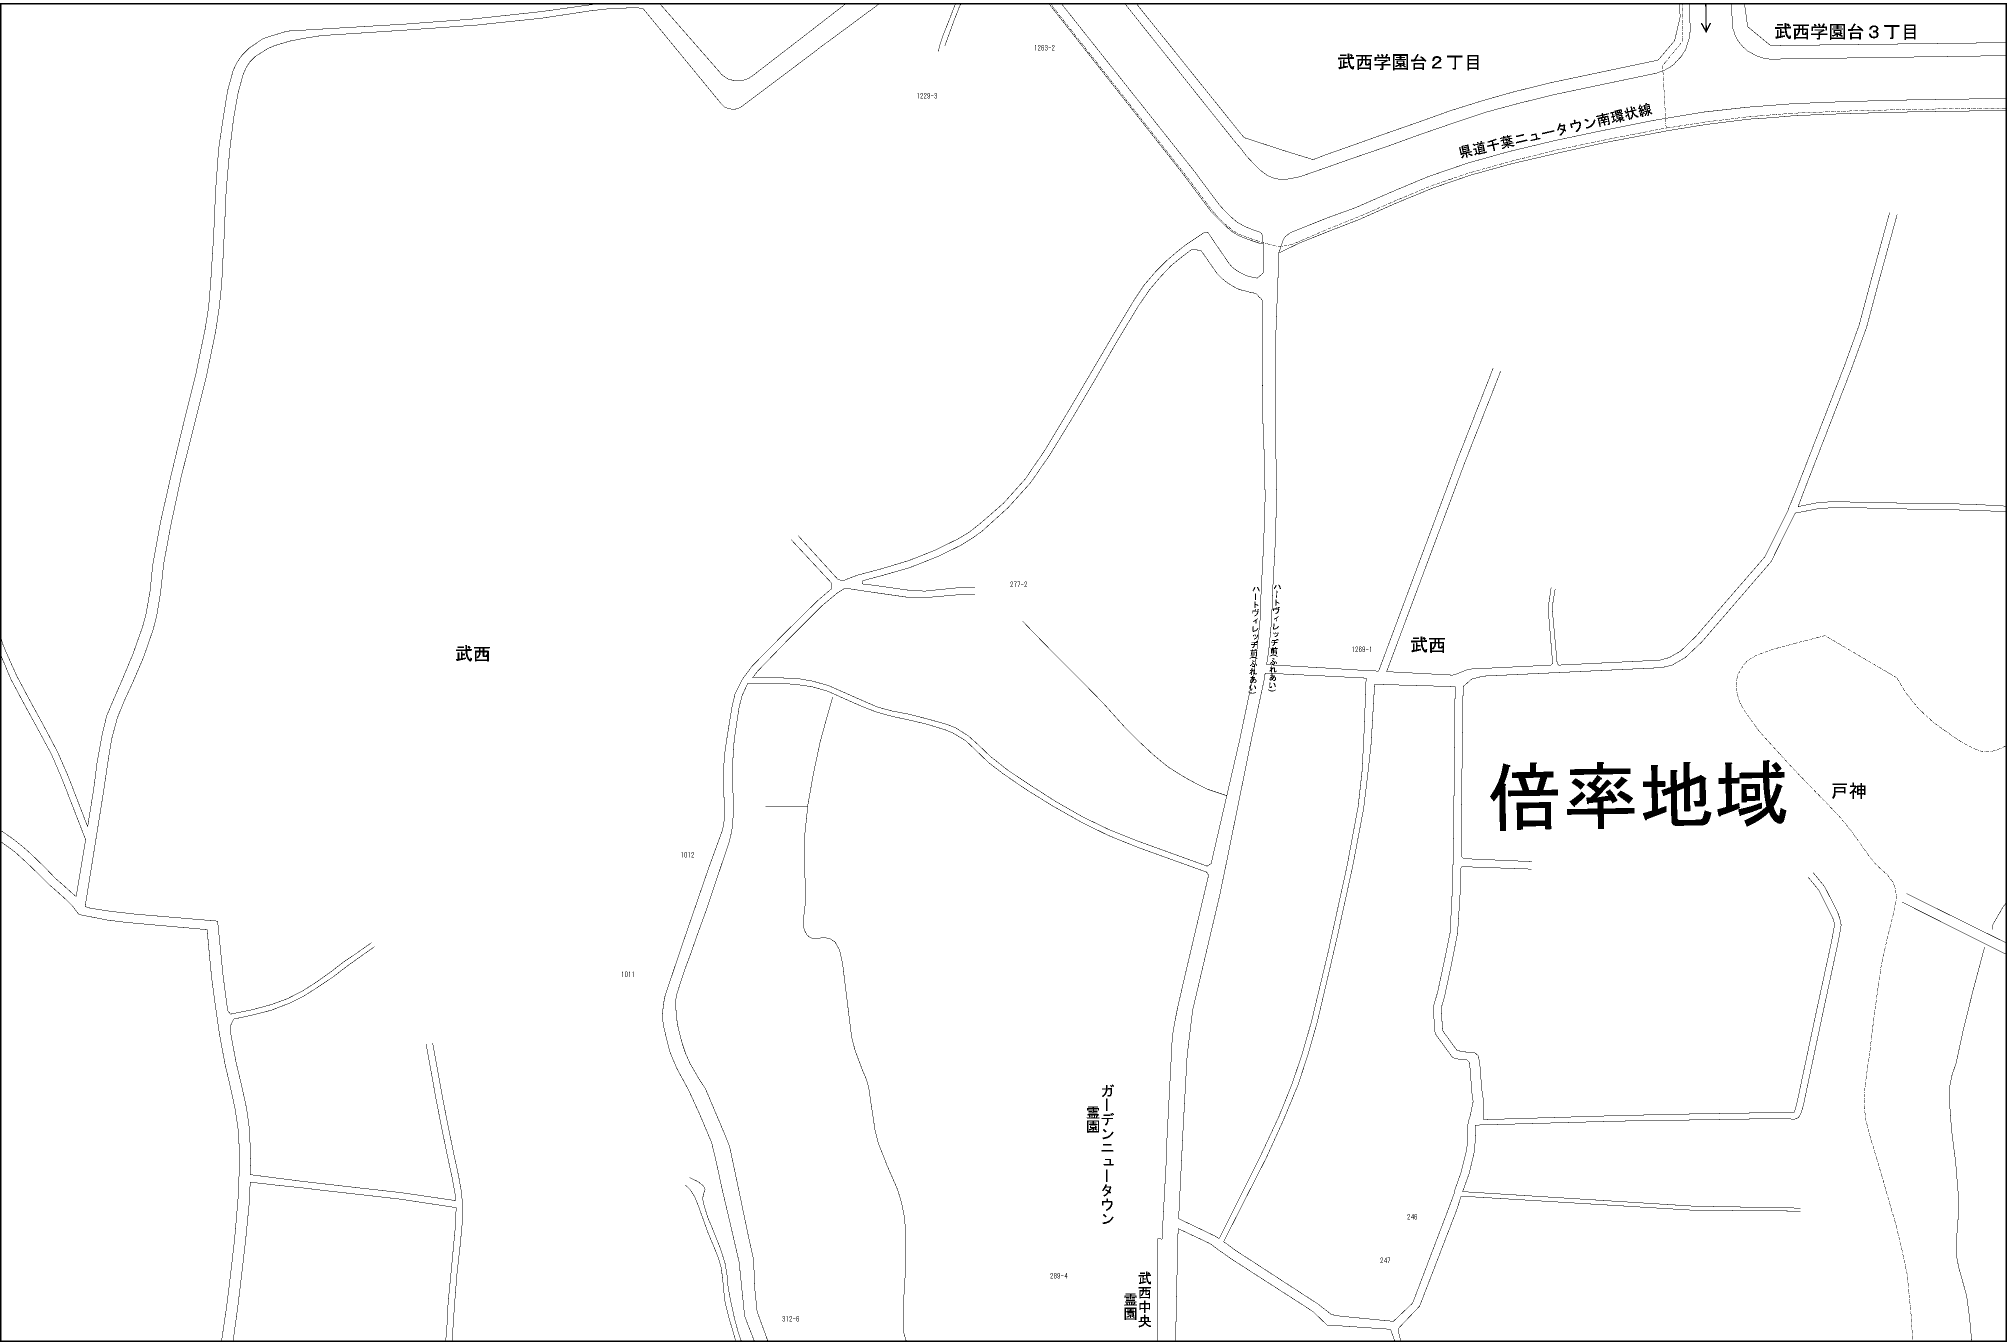 武西学園台３丁目
1263-2
武西学園台２丁目
1229-3
県道千葉ニュータウン南環状線
277-2
ハートヴィレッヂ前(ふれあい)
ハートヴィレッヂ前(ふれあい)
1269-1
武西
武西
倍率地域
戸神
1012
1011
ガーデンニュータウン
霊園
246
247
289-4
武西中央
霊園
312-6